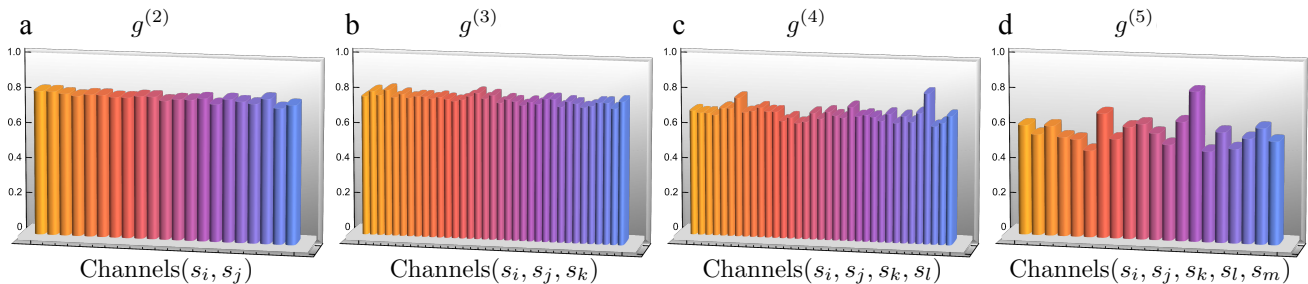 a
g^(2)
1.0
0.8
0.6
0.4
0.2
0
Channels(s_i, s_j)
b
g^(3)
1.0
0.8
0.6
0.4
0.2
0
Channels(s_i, s_j, s_k)
c
g^(4)
1.0
0.8
0.6
0.4
0.2
0
Channels(s_i, s_j, s_k, s_l)
d
g^(5)
1.0
0.8
0.6
0.4
0.2
0
Channels(s_i, s_j, s_k, s_l, s_m)